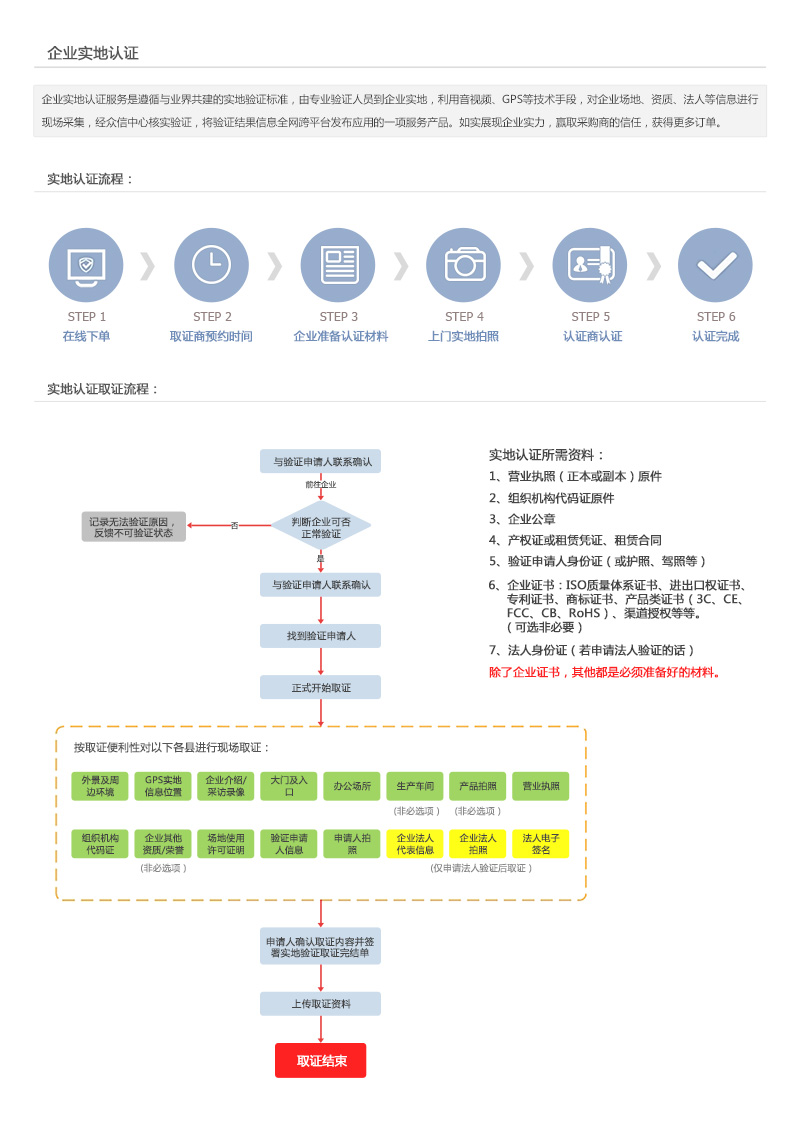 企业实地认证
企业实地认证服务是遵循与业界共建的实地验证标准，由专业验证人员到企业实地，利用音视频、GPS等技术手段，对企业场地、资质、法人等信息进行
现场采集，经众信中心核实验证，将验证结果信息全网跨平台发布应用的一项服务产品。如实展现企业实力，赢取采购商的信任，获得更多订单。
实地认证流程：
STEP 1
STEP 2
STEP 3
STEP 4
STEP 5
STEP 6
在线下单
取证商预约时间
企业准备认证材料
上门实地拍照
认证商认证
认证完成
实地认证取证流程：
与验证申请人联系确认
前往企业
判断企业可否
正常验证
否
记录无法验证原因，
反馈不可验证状态
是
与验证申请人联系确认
找到验证申请人
正式开始取证
实地认证所需资料：
1、营业执照（正本或副本）原件
2、组织机构代码证原件
3、企业公章
4、产权证或租赁凭证、租赁合同
5、验证申请人身份证（或护照、驾照等）
6、企业证书：ISO质量体系证书、进出口权证书、
专利证书、商标证书、产品类证书（3C、CE、
FCC、CB、RoHS）、渠道授权等等。
（可选非必要）
7、法人身份证（若申请法人验证的话）
除了企业证书，其他都是必须准备好的材料。
按取证便利性对以下各县进行现场取证：
外景及周
边环境
GPS实地
信息位置
企业介绍/
采访录像
大门及入
口
办公场所
生产车间
产品拍照
营业执照
(非必选项）
(非必选项）
组织机构
代码证
企业其他
资质/荣誉
场地使用
许可证明
验证申请
人信息
申请人拍
照
企业法人
代表信息
企业法人
拍照
法人电子
签名
(非必选项）
(仅申请法人验证后取证）
申请人确认取证内容并签
署实地验证取证完结单
上传取证资料
取证结束